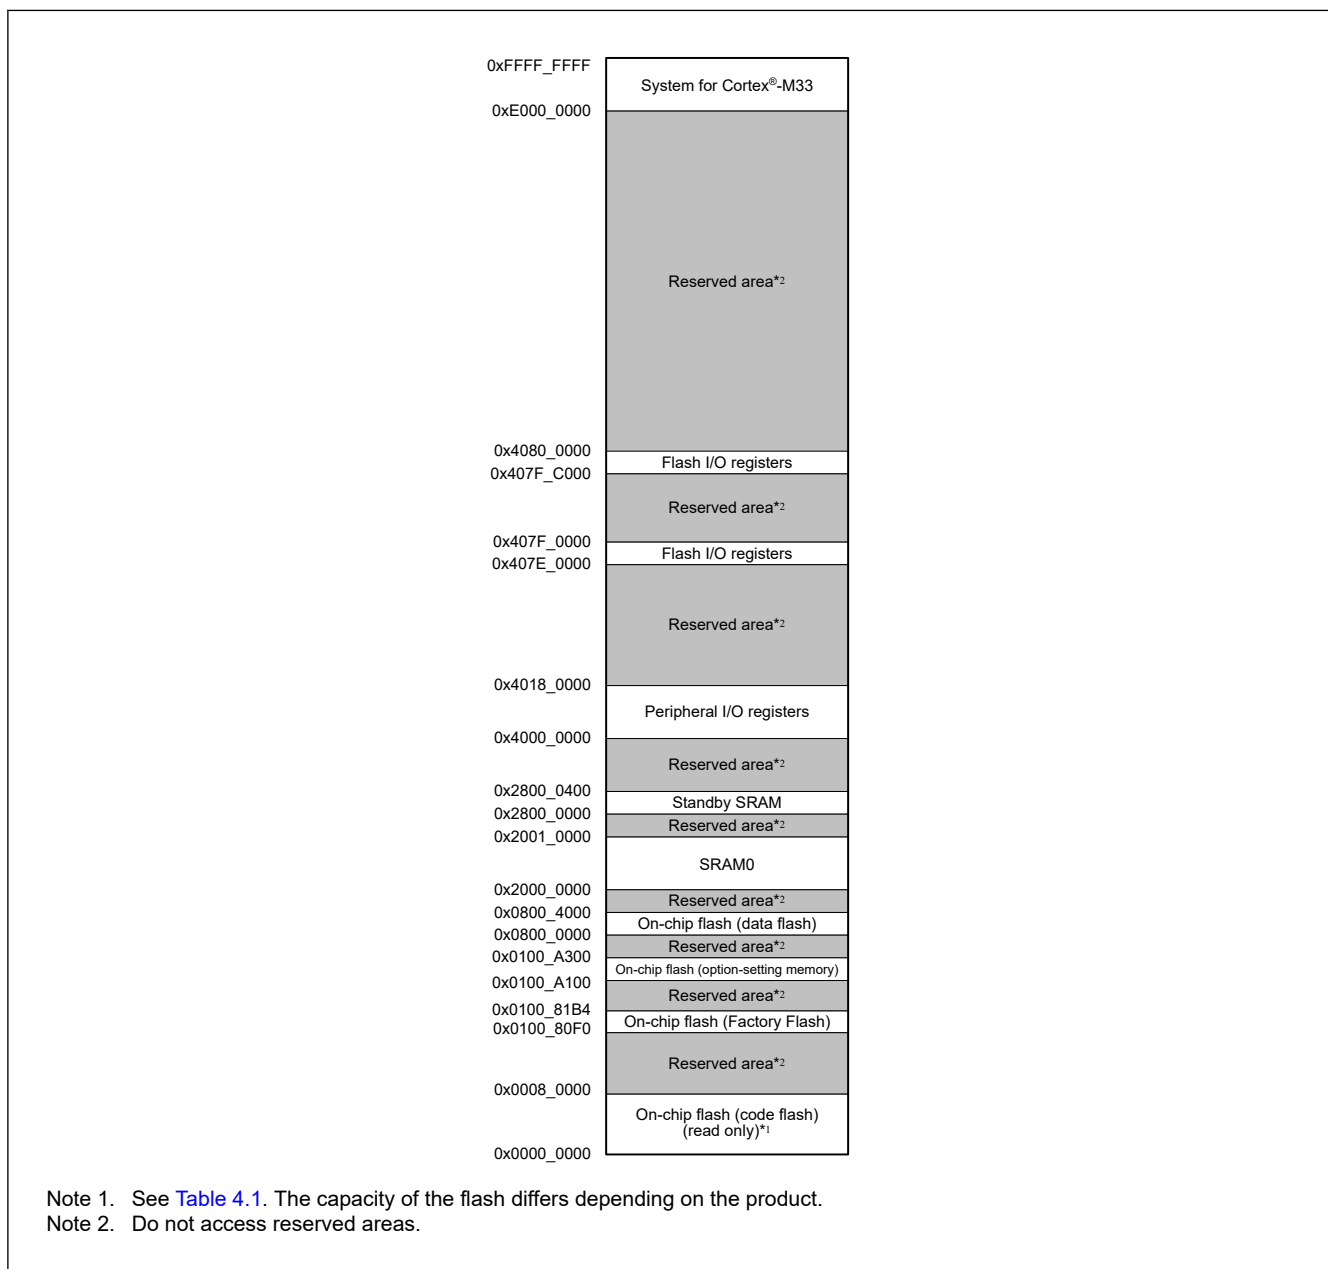 0xFFFF_FFFF
System for Cortex®-M33
0xE000_0000
Reserved area*2
0x4080_0000
Flash I/O registers
0x407F_C000
Reserved area*2
0x407F_0000
Flash I/O registers
0x407E_0000
Reserved area*2
0x4018_0000
Peripheral I/O registers
0x4000_0000
Reserved area*2
0x2800_0400
Standby SRAM
0x2800_0000
Reserved area*2
0x2001_0000
SRAM0
0x2000_0000
Reserved area*2
0x0800_4000
On-chip flash (data flash)
0x0800_0000
Reserved area*2
0x0100_A300
On-chip flash (option-setting memory)
0x0100_A100
Reserved area*2
0x0100_81B4
On-chip flash (Factory Flash)
0x0100_80F0
Reserved area*2
0x0008_0000
On-chip flash (code flash)
(read only)*1
0x0000_0000
Note 1. See Table 4.1. The capacity of the flash differs depending on the product.
Note 2. Do not access reserved areas.